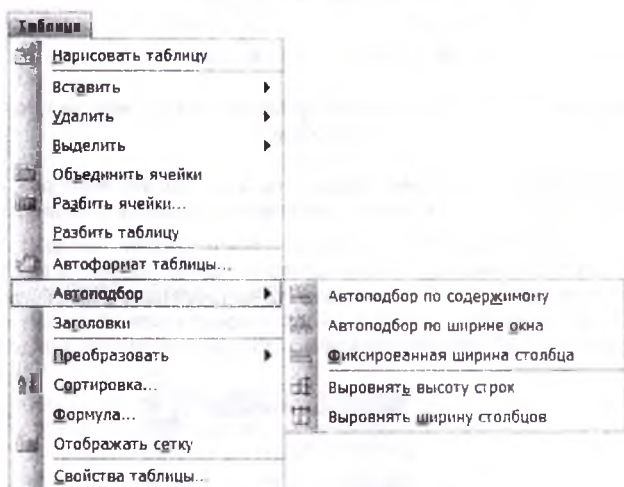 Таблица
Нарисовать таблицу
Вставить
Удалить
Выделить
Объединить ячейки
Разбить ячейки...
Разбить таблицу
Автоформат таблицы...
Автоподбор
Заголовки
Преобразовать
Сортировка...
Формула...
Отображать сетку
Свойства таблицы...
Автоподбор по содержимому
Автоподбор по ширине окна
Фиксированная ширина столбца
Выровнять высоту строк
Выровнять ширину столбцов